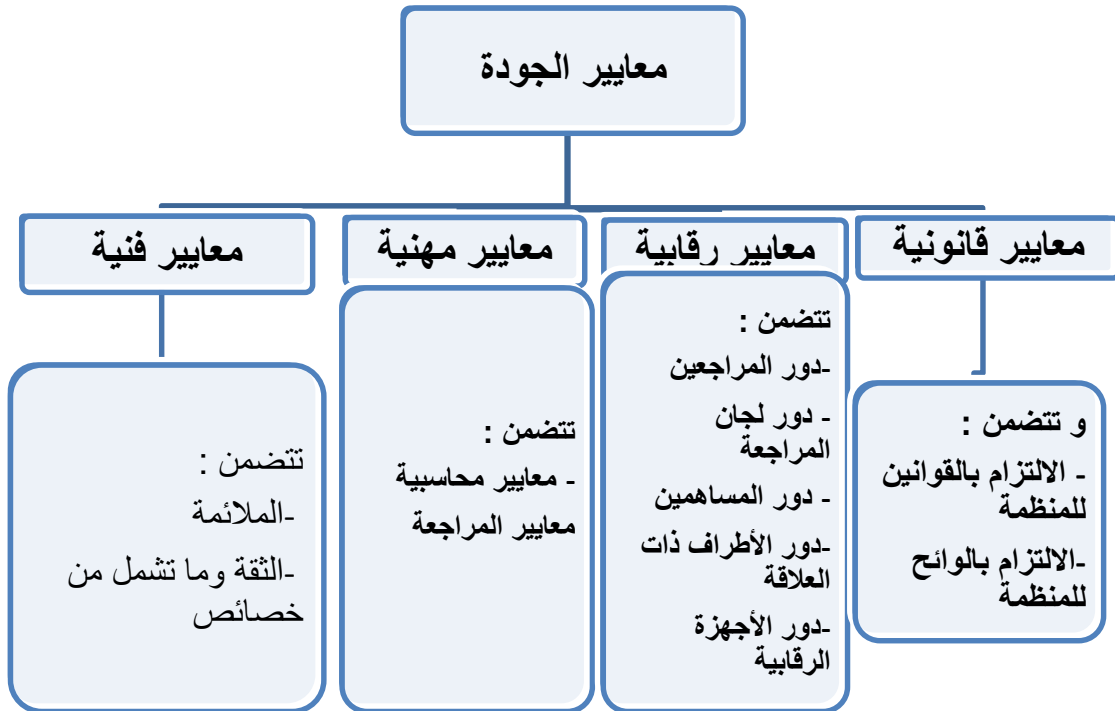 معايير الجودة
معايير قانونية
و تتضمن :
- الالتزام بالقوانين
للمنظمة
-الالتزام بالوائح
للمنظمة
معايير رقابية
تتضمن :
-دور المراجعين
- دور لجان
المراجعة
- دور المساهمين
-دور الأطراف ذات
العلاقة
-دور الأجهزة
الرقابية
معايير مهنية
تتضمن :
- معايير محاسبية
معايير المراجعة
معايير فنية
تتضمن :
-الملائمة
-الثقة وما تشمل من
خصائص